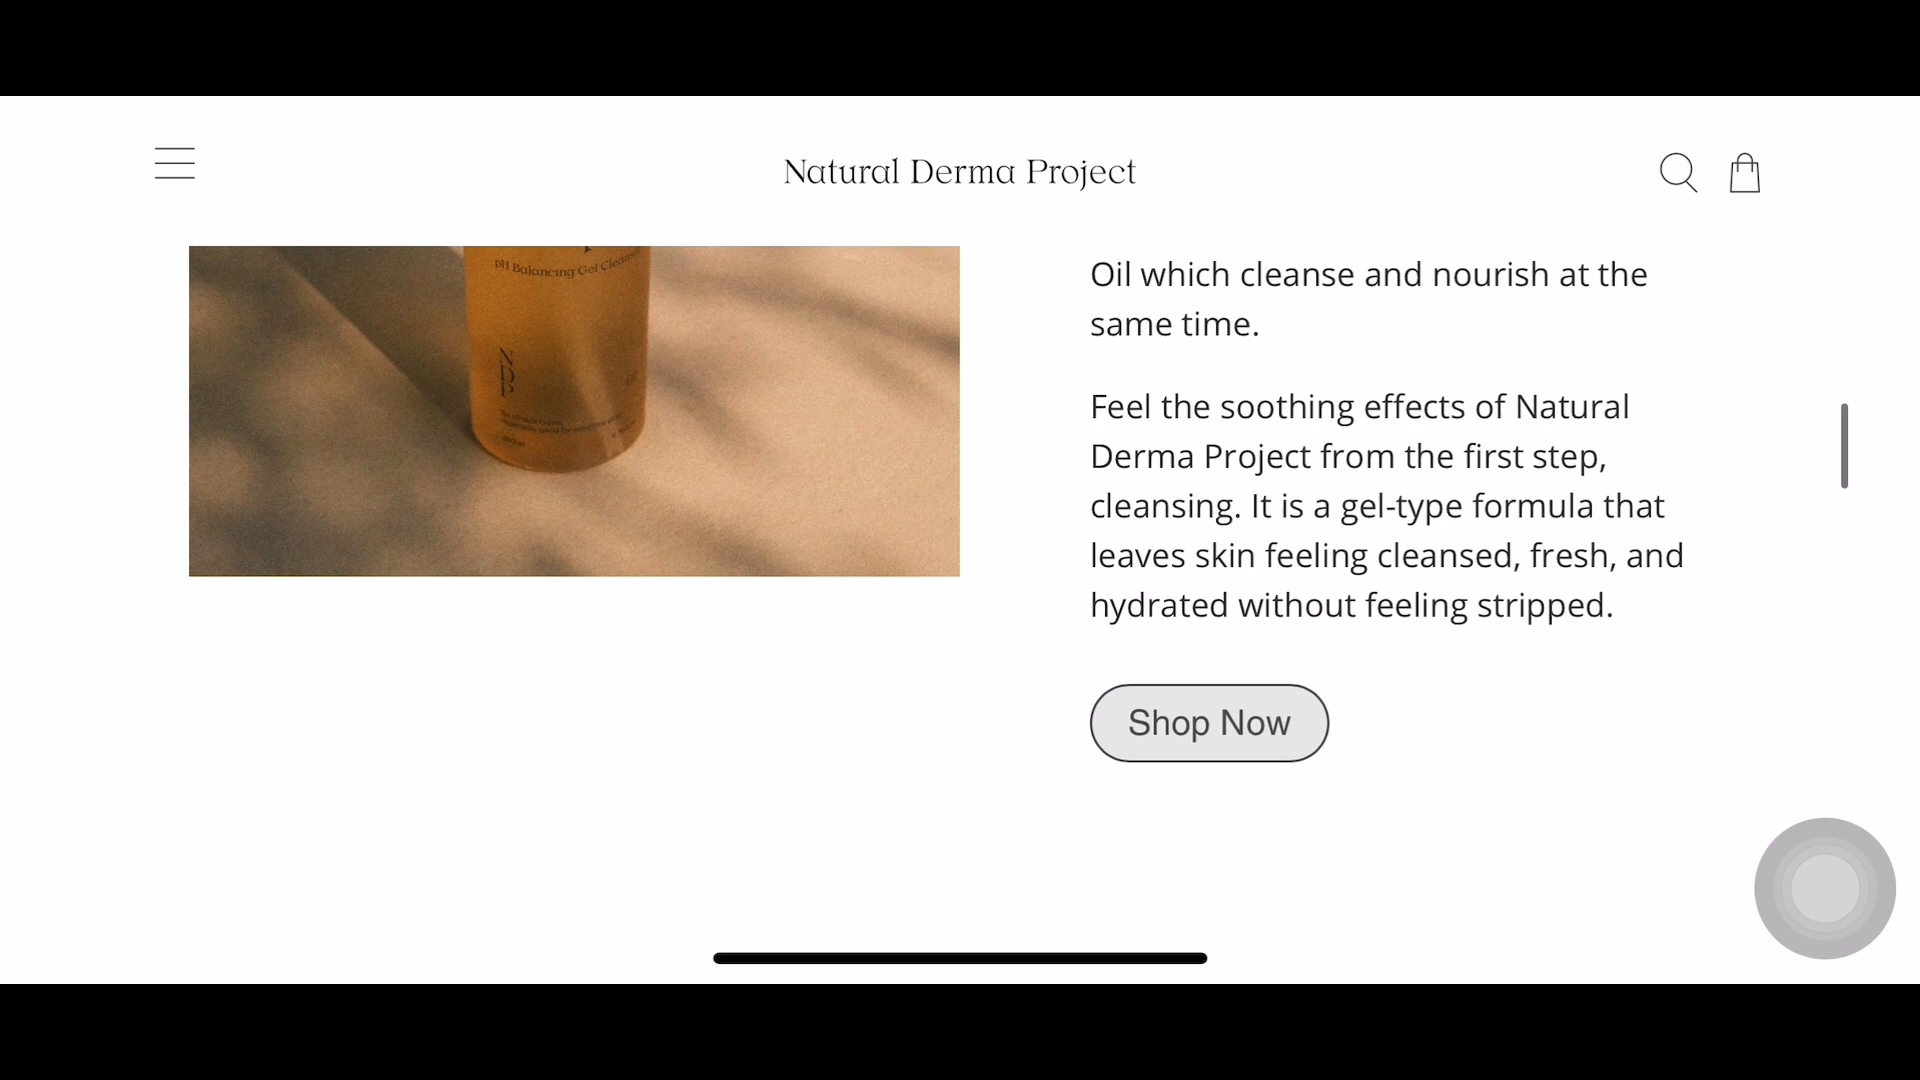 Natural Derma Project
pH Balancing Gel Cleanser
NDP
Oil which cleanse and nourish at the
same time.
Feel the soothing effects of Natural
Derma Project from the first step,
cleansing. It is a gel-type formula that
leaves skin feeling cleansed, fresh, and
hydrated without feeling stripped.
Shop Now